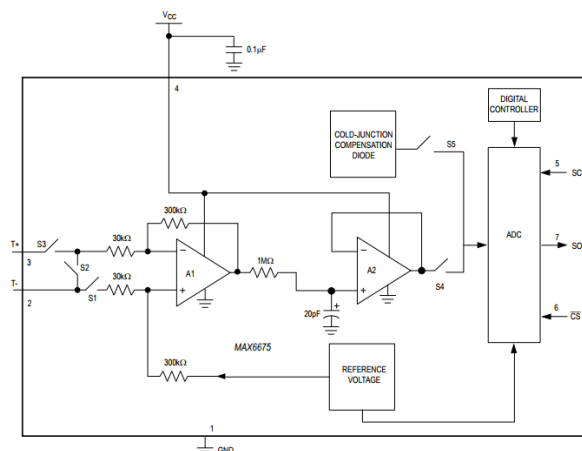 VCC
0.1µF
4
DIGITAL
CONTROLLER
COLD-JUNCTION
COMPENSATION
DIODE
S5
5
SC
300kΩ
ADC
T+
S3
30kΩ
3
7
SO
S2
A1
1MΩ
A2
T-
30kΩ
S4
2
S1
20pF
6
CS
300kΩ
MAX6675
REFERENCE
VOLTAGE
1
GND